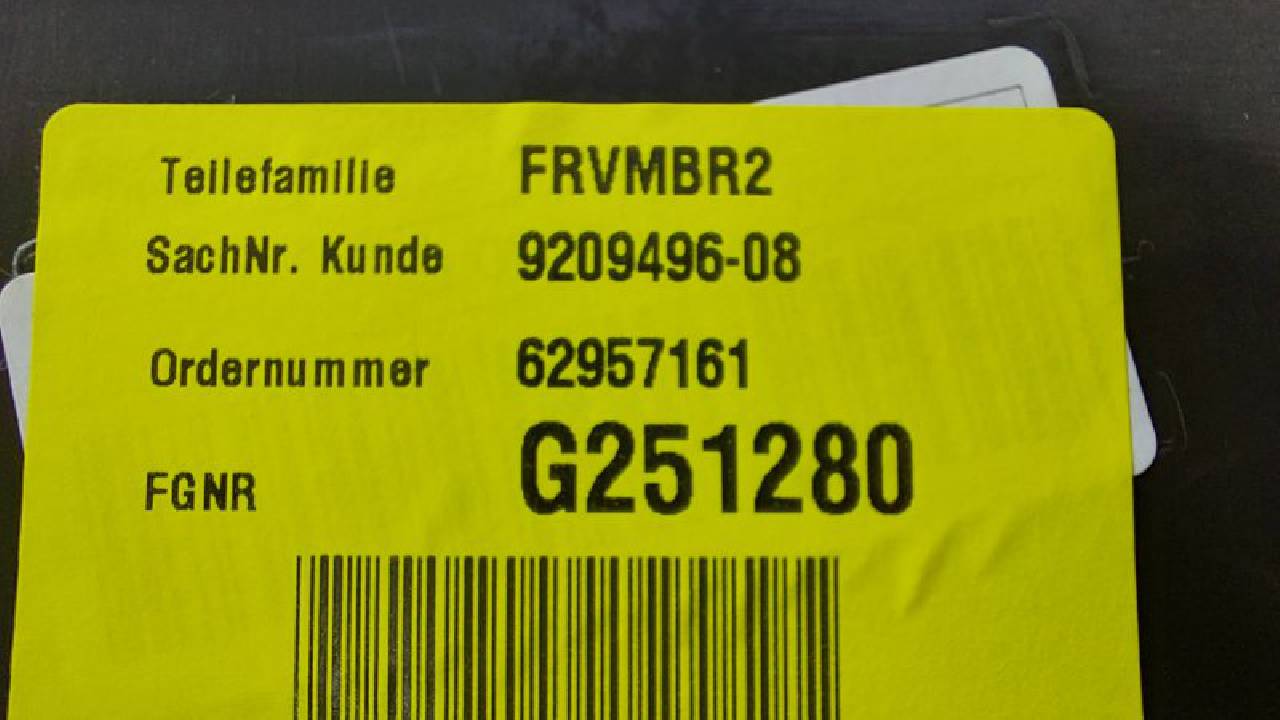 Teilefamilie FRVMBR2
SachNr. Kunde 9209496-08
Ordernummer 62957161
FGNR G251280